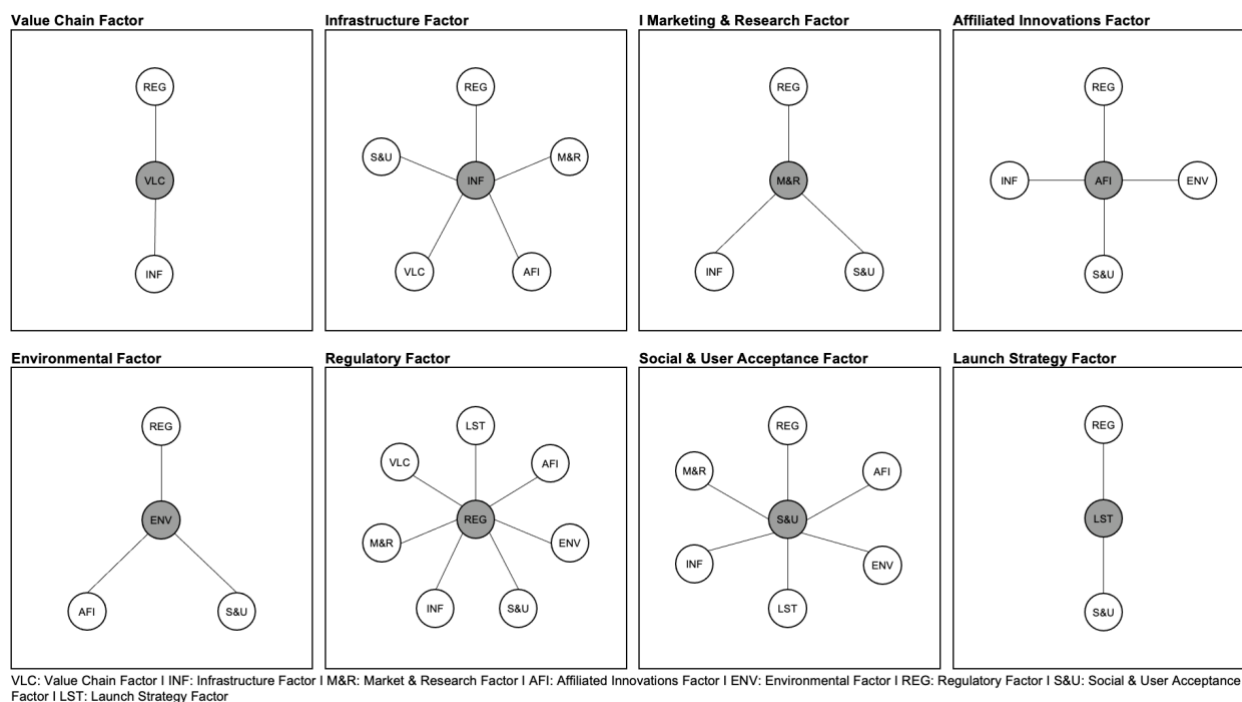 Value Chain Factor
REG
VLC
INF
Infrastructure Factor
REG
S&U
M&R
INF
VLC
AFI
I Marketing & Research Factor
REG
M&R
INF
S&U
Affiliated Innovations Factor
REG
INF
AFI
ENV
S&U
Environmental Factor
REG
ENV
AFI
S&U
Regulatory Factor
LST
VLC
AFI
REG
M&R
ENV
INF
S&U
Social & User Acceptance Factor
REG
M&R
AFI
S&U
INF
ENV
LST
Launch Strategy Factor
REG
LST
S&U
VLC: Value Chain Factor I INF: Infrastructure Factor I M&R: Market & Research Factor I AFI: Affiliated Innovations Factor I ENV: Environmental Factor I REG: Regulatory Factor I S&U: Social & User Acceptance
Factor I LST: Launch Strategy Factor